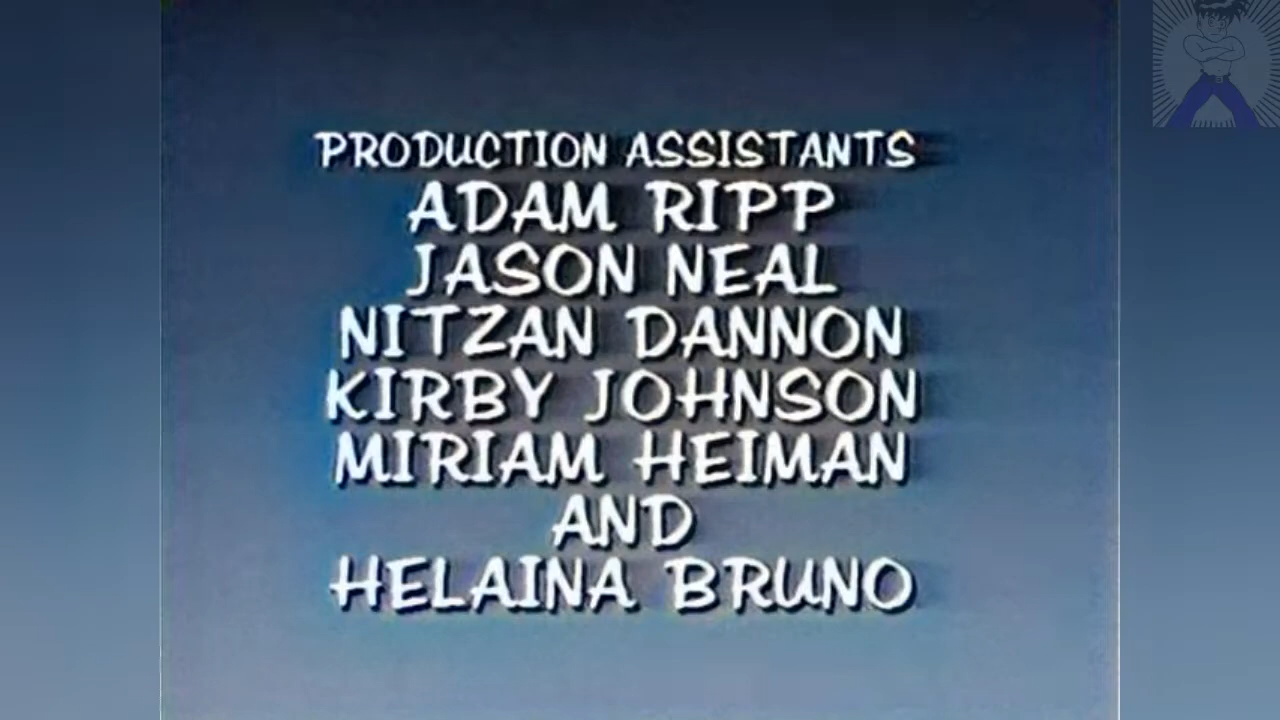 PRODUCTION ASSISTANTS
ADAM RIPP
JASON NEAL
NITZAN DANNON
KIRBY JOHNSON
MIRIAM HEIMAN
AND
HELAINA BRUNO